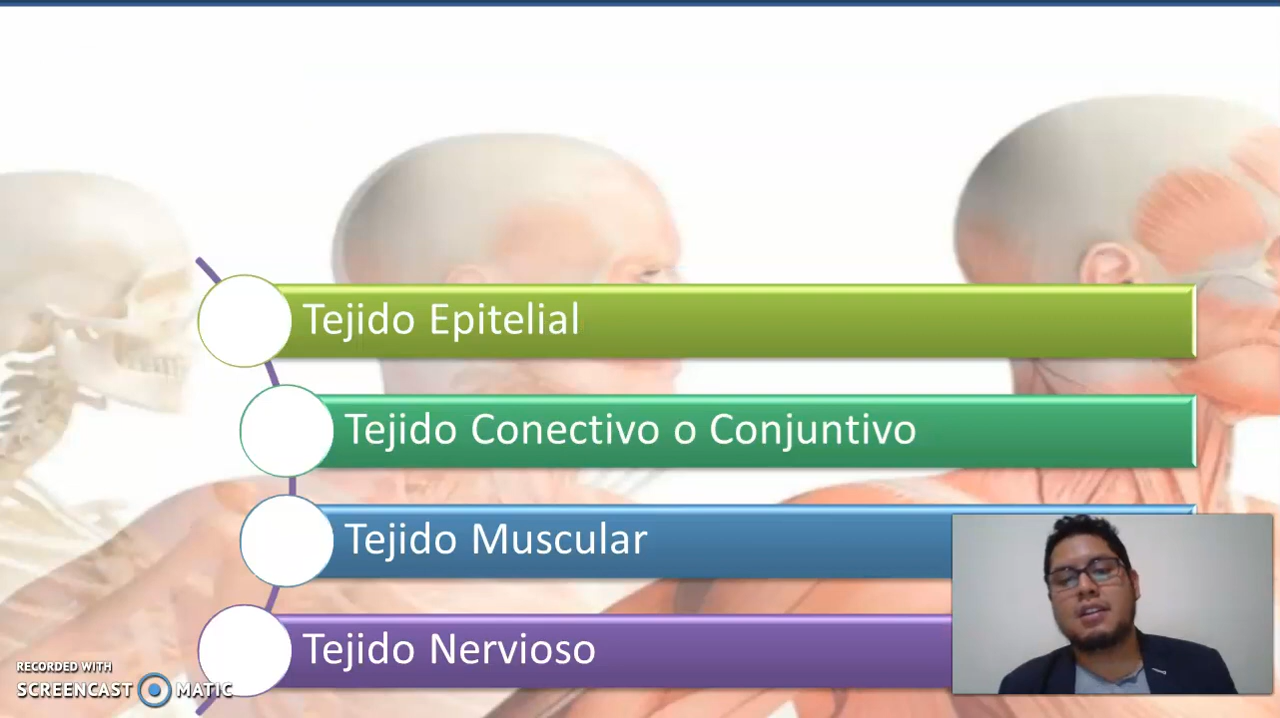 Tejido Epitelial
Tejido Conectivo o Conjuntivo
Tejido Muscular
Tejido Nervioso
RECORDED WITH
SCREENCAST MATIC